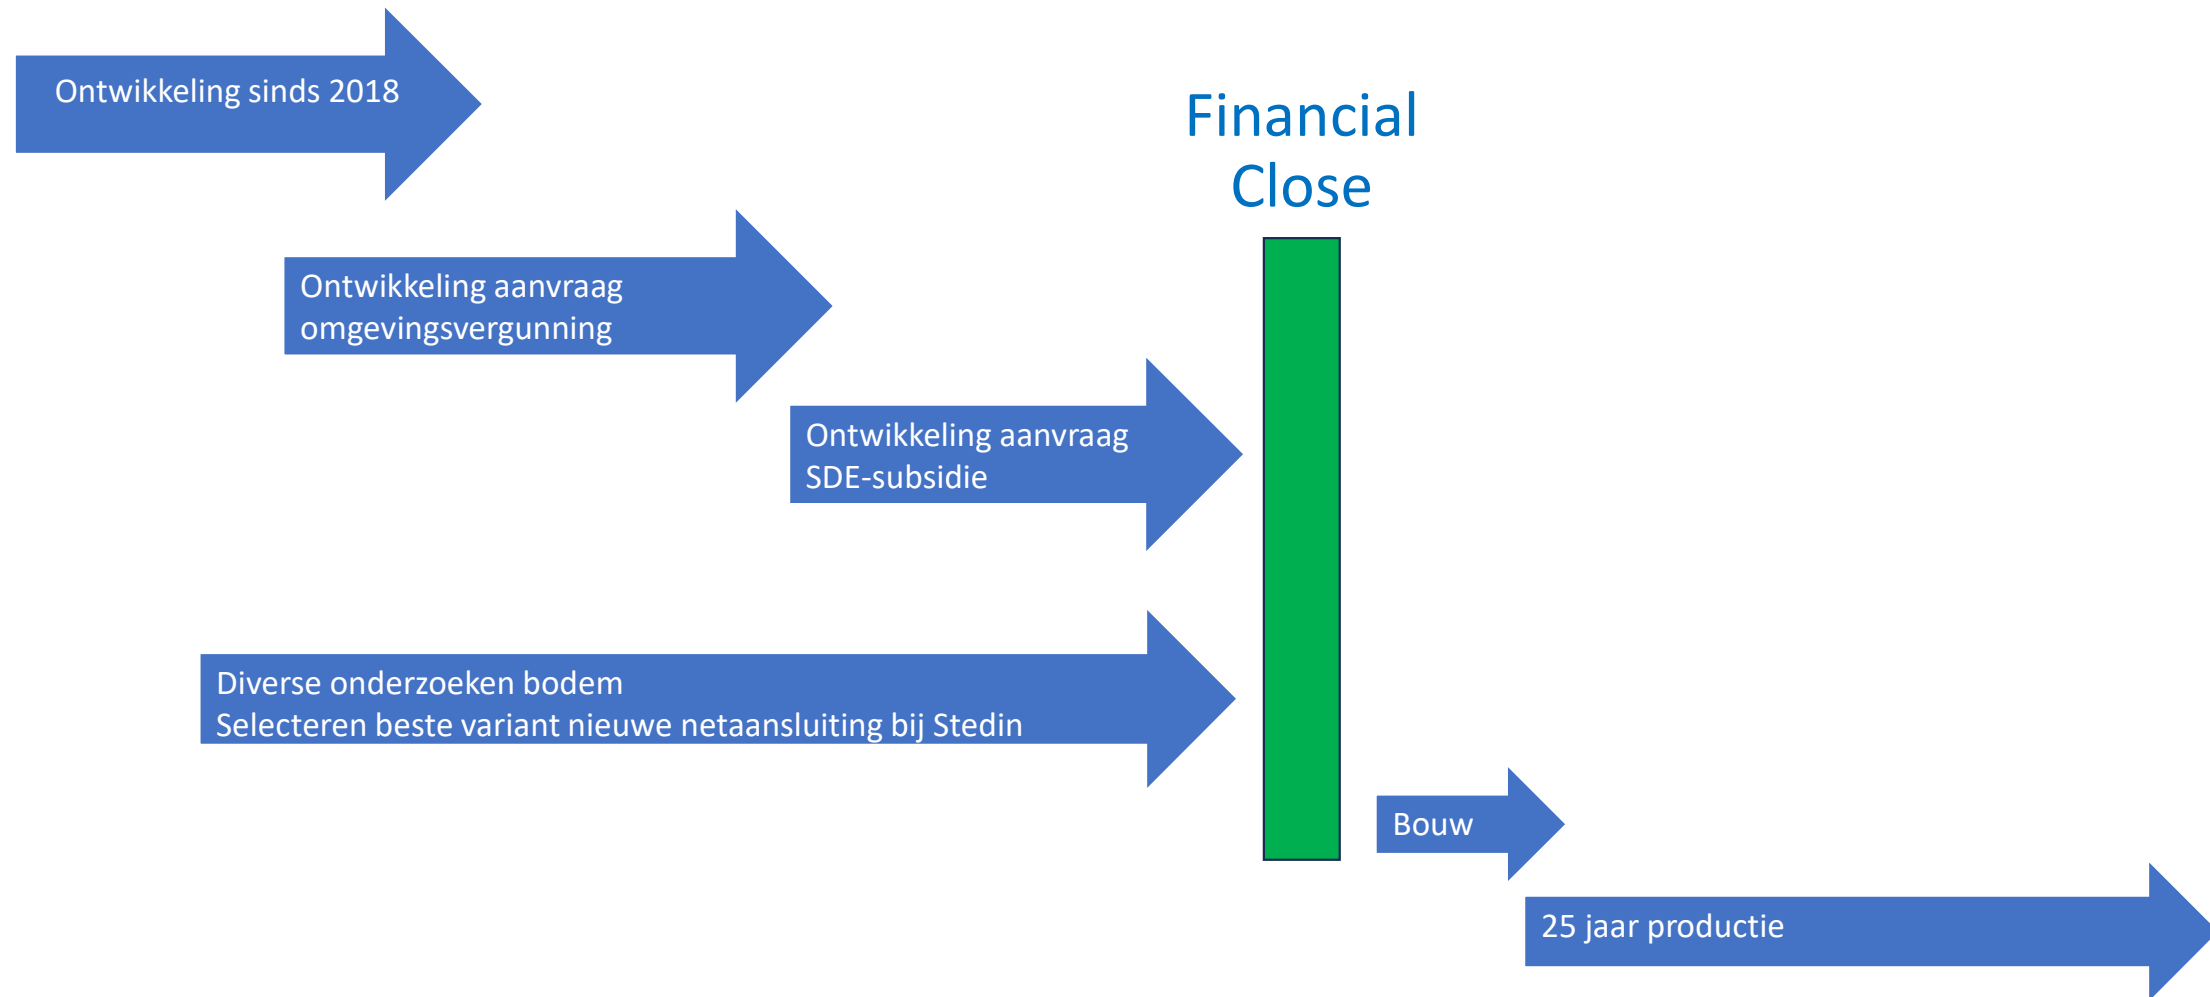 Ontwikkeling sinds 2018
Financial
Close
Ontwikkeling aanvraag
omgevingsvergunning
Ontwikkeling aanvraag
SDE-subsidie
Diverse onderzoeken bodem
Selecteren beste variant nieuwe netaansluiting bij Stedin
Bouw
25 jaar productie